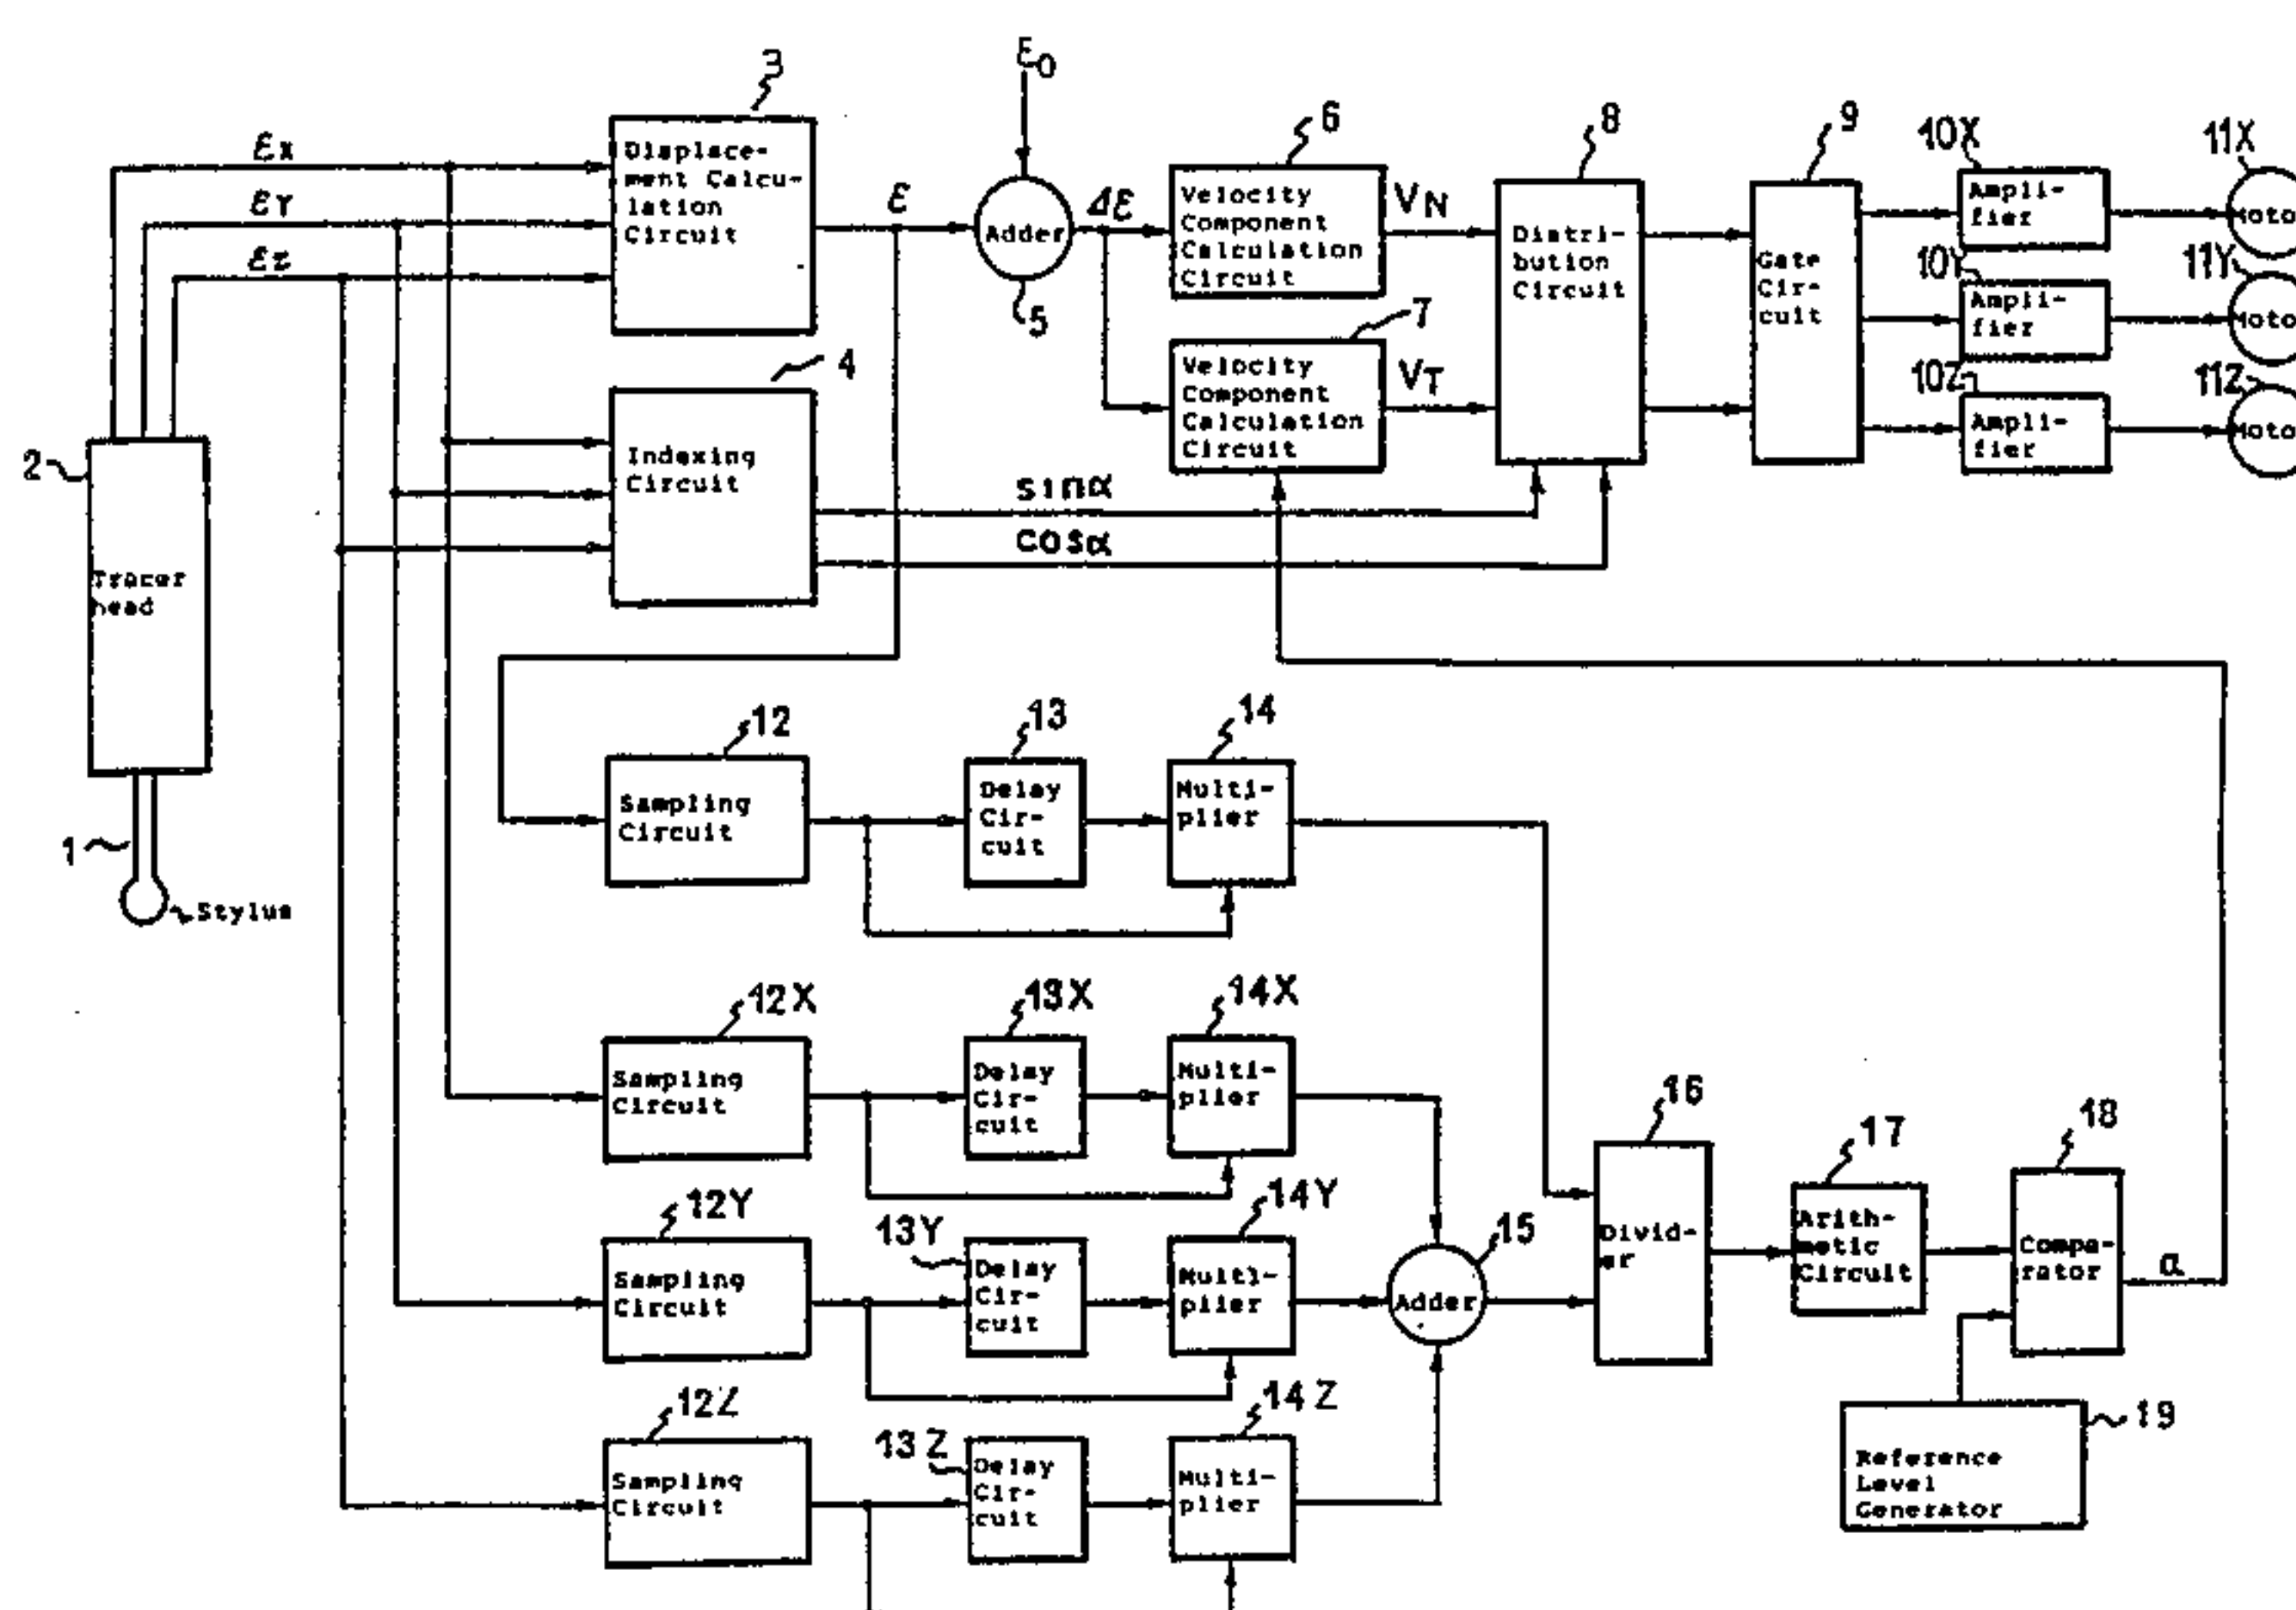 3
Displace-
ment Calcu-
lation
Circuit
εX
εY
εz
ε
ε0
Adder
5
Δε
6
Velocity
Component
Calculation
Circuit
VN
7
Velocity
Component
Calculation
Circuit
VT
8
Distri-
bution
Circuit
9
Gate
Cir-
cuit
10X
Ampli-
fier
10Y
Ampli-
fier
10Z
Ampli-
fier
11X
Moto
11Y
Moto
11Z
Moto
4
Indexing
Circuit
sinα
cosα
2
Tracer
head
1
Stylus
12
Sampling
Circuit
13
Delay
Cir-
cuit
14
Multi-
plier
12X
Sampling
Circuit
13X
Delay
Cir-
cuit
14X
Multi-
plier
12Y
Sampling
Circuit
13Y
Delay
Cir-
cuit
14Y
Multi-
plier
12Z
Sampling
Circuit
13Z
Delay
Cir-
cuit
14Z
Multi-
plier
15
Adder
16
Divid-
er
17
Arith-
metic
Circuit
18
Compa-
rator
a
19
Reference
Level
Generator